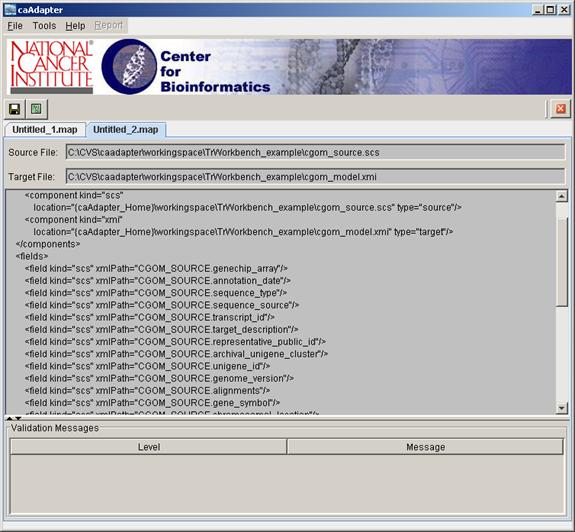 caAdapter
File Tools Help Report
NATIONAL
CANCER
INSTITUTE
Center
for
Bioinformatics
Untitled_1.map Untitled_2.map
Source File: C:\CVS\caadapter\workingspace\TrWorkbench_example\cgom_source.scs
Target File: C:\CVS\caadapter\workingspace\TrWorkbench_example\cgom_model.xmi
<component kind="scs"
location="(caAdapter_Home)\workingspace\TrWorkbench_example\cgom_source.scs" type="source"/>
<component kind="xmi"
location="(caAdapter_Home)\workingspace\TrWorkbench_example\cgom_model.xmi" type="target"/>
</components>
<fields>
<field kind="scs" xmlPath="CGOM_SOURCE.genechip_array"/>
<field kind="scs" xmlPath="CGOM_SOURCE.annotation_date"/>
<field kind="scs" xmlPath="CGOM_SOURCE.sequence_type"/>
<field kind="scs" xmlPath="CGOM_SOURCE.sequence_source"/>
<field kind="scs" xmlPath="CGOM_SOURCE.transcript_id"/>
<field kind="scs" xmlPath="CGOM_SOURCE.target_description"/>
<field kind="scs" xmlPath="CGOM_SOURCE.representative_public_id"/>
<field kind="scs" xmlPath="CGOM_SOURCE.archival_unigene_cluster"/>
<field kind="scs" xmlPath="CGOM_SOURCE.unigene_id"/>
<field kind="scs" xmlPath="CGOM_SOURCE.genome_version"/>
<field kind="scs" xmlPath="CGOM_SOURCE.alignments"/>
<field kind="scs" xmlPath="CGOM_SOURCE.gene_symbol"/>
<field kind="scs" xmlPath="CGOM_SOURCE.chromosomal_location"/>
Validation Messages
Level Message